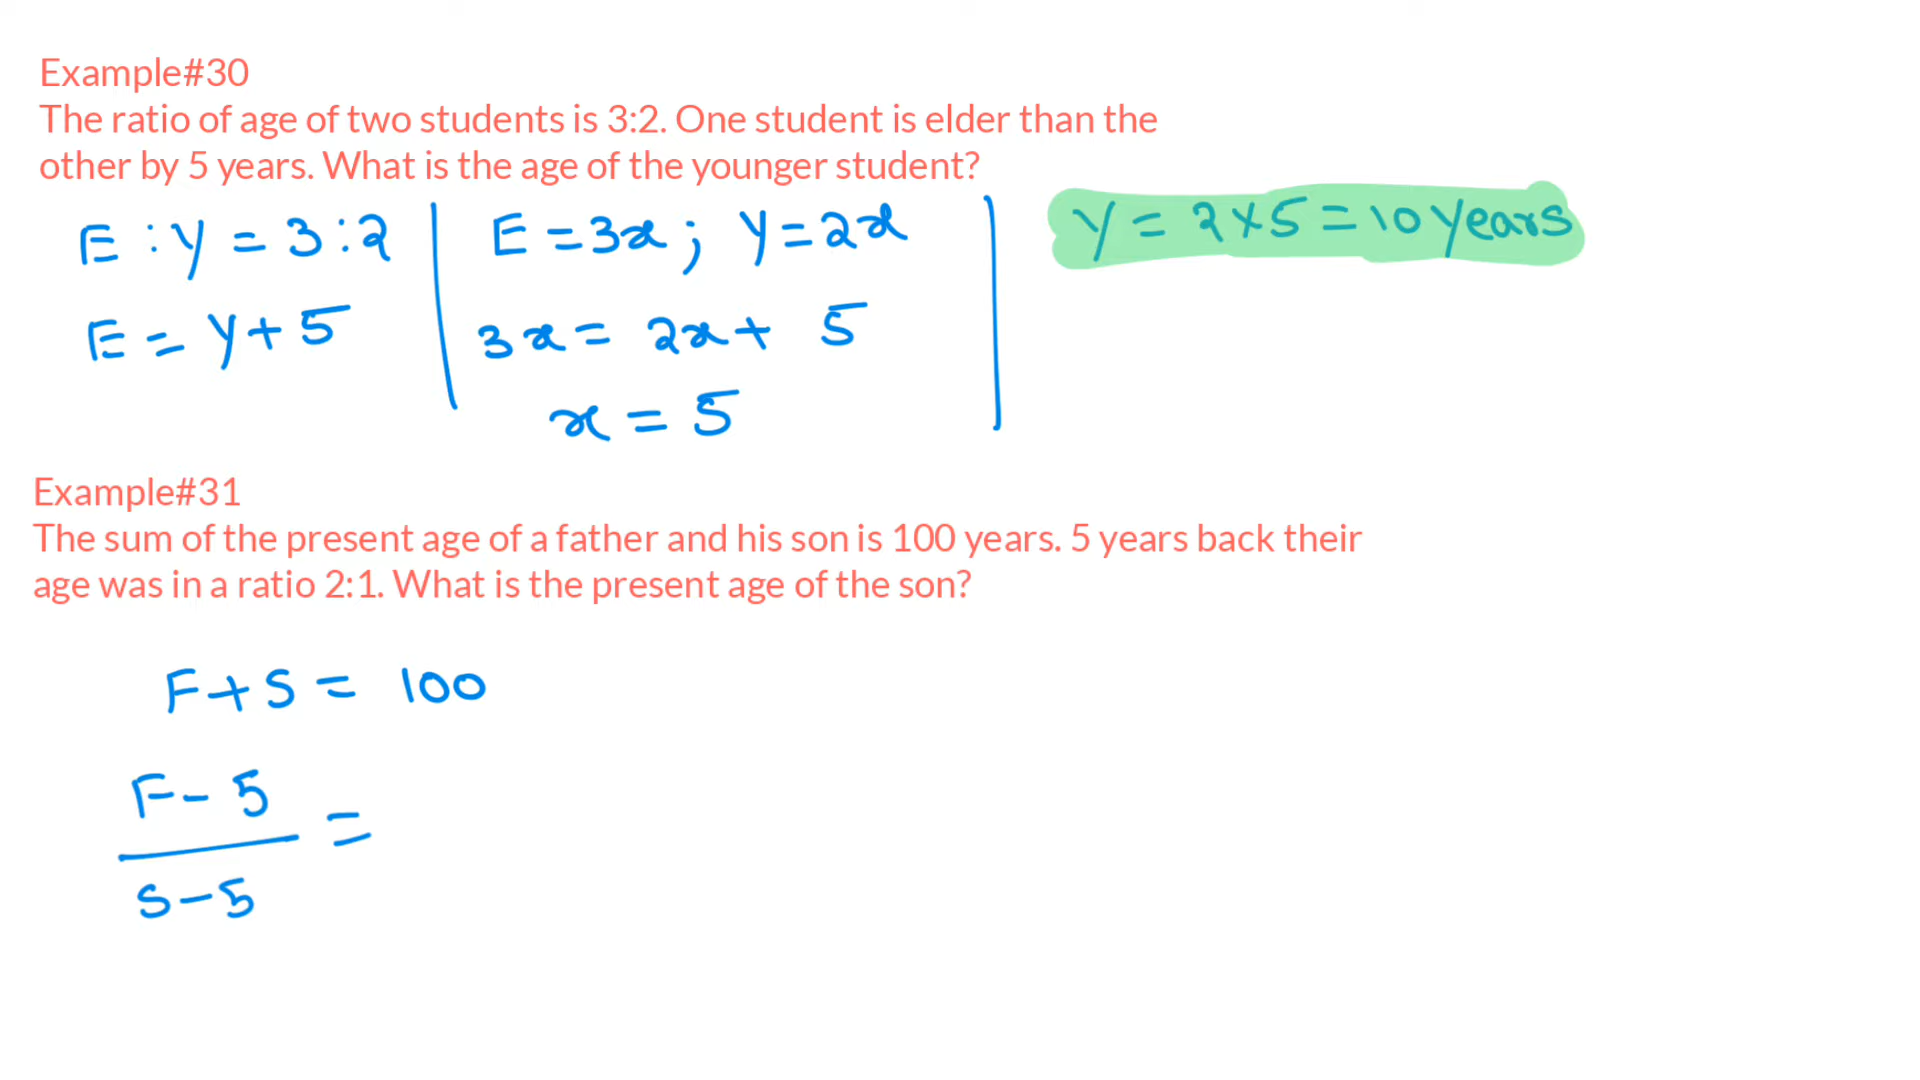 Example#30
The ratio of age of two students is 3:2. One student is elder than the
other by 5 years. What is the age of the younger student?
E : y = 3 : 2
E = y + 5
E = 3x ; y = 2x
3x = 2x + 5
x = 5
y = 2 × 5 = 10 years
Example#31
The sum of the present age of a father and his son is 100 years. 5 years back their
age was in a ratio 2:1. What is the present age of the son?
F + S = 100
F - 5
=
S - 5